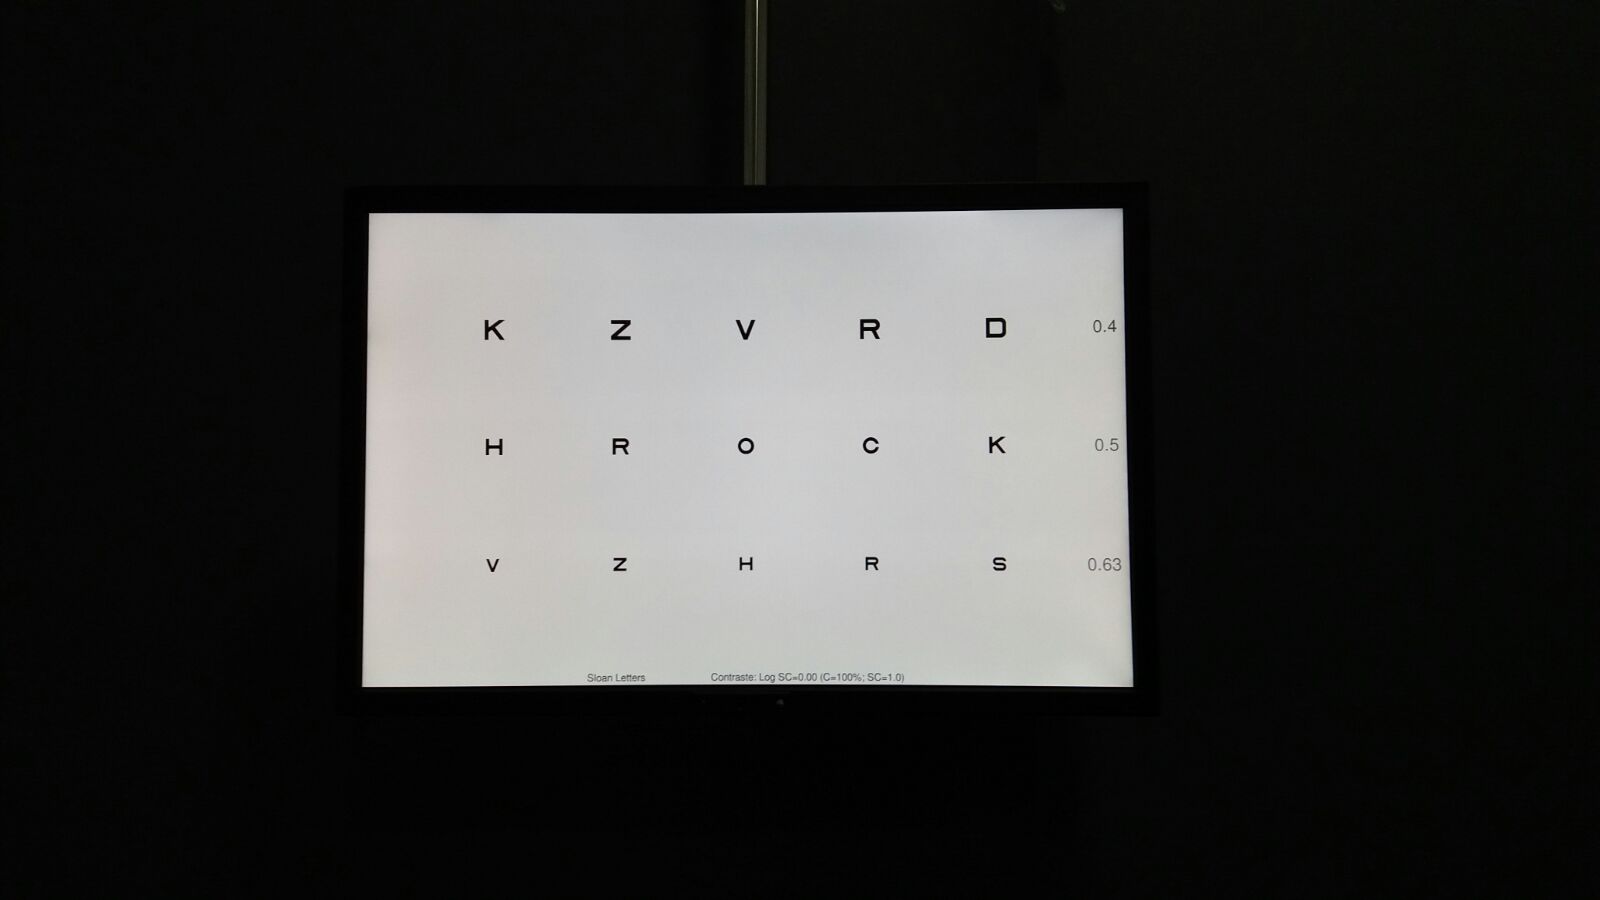 K Z V R D 0.4
H R O C K 0.5
V Z H R S 0.63
Sloan Letters Contraste: Log SC=0.00 (C=100%; SC=1.0)